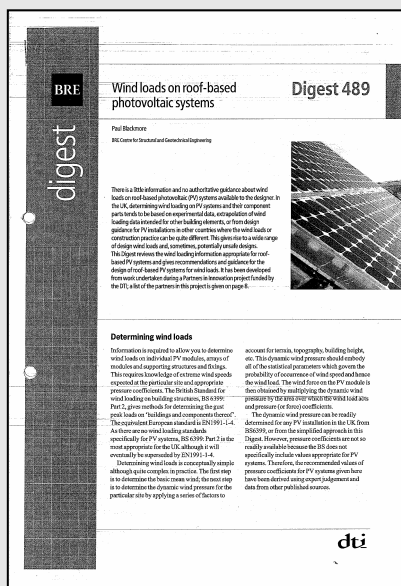 BRE
digest
Wind loads on roof-based
photovoltaic systems
Digest 489
Paul Blackmore
BRE Centre for Structural and Geotechnical Engineering
There is a little information and no authoritative guidance about wind
loads on roof-based photovoltaic (PV) systems available to the designer. In
the UK, determining wind loading on PV systems and their component
parts tends to be based on experimental data, extrapolation of wind
loading data intended for other building elements, or from design
guidance for PV installations in other countries where the wind loads or
construction practice can be quite different. This gives rise to a wide range
of design wind loads and, sometimes, potentially unsafe designs.
This Digest reviews the wind loading information appropriate for roof-
based PV systems and gives recommendations and guidance for the
design of roof-based PV systems for wind loads. It has been developed
from work undertaken during a Partners in Innovation project funded by
the DTI; a list of the partners in this project is given on page 8.
Determining wind loads
Information is required to allow you to determine
wind loads on individual PV modules, arrays of
modules and supporting structures and fixings.
This requires knowledge of extreme wind speeds
expected at the particular site and appropriate
pressure coefficients. The British Standard for
wind loading on building structures, BS 6399:
Part 2, gives methods for determining the gust
peak loads on 'buildings and components thereof'.
The equivalent European standard is EN1991-1-4.
As there are no wind loading standards
specifically for PV systems, BS 6399: Part 2 is the
most appropriate for the UK although it will
eventually be superseded by EN1991-1-4.
Determining wind loads is conceptually simple
although quite complex in practice. The first step
is to determine the basic mean wind; the next step
is to determine the dynamic wind pressure for the
particular site by applying a series of factors to
account for terrain, topography, building height,
etc. This dynamic wind pressure should embody
all of the statistical parameters which govern the
probability of occurrence of wind speed and hence
the wind load. The wind force on the PV module is
then obtained by multiplying the dynamic wind
pressure by the area over which the wind load acts
and pressure (or force) coefficients.
The dynamic wind pressure can be readily
determined for any PV installation in the UK from
BS6399, or from the simplified approach in this
Digest. However, pressure coefficients are not so
readily available because the BS does not
specifically include values appropriate for PV
systems. Therefore, the recommended values of
pressure coefficients for PV systems given here
have been derived using expert judgement and
data from other published sources.
dti